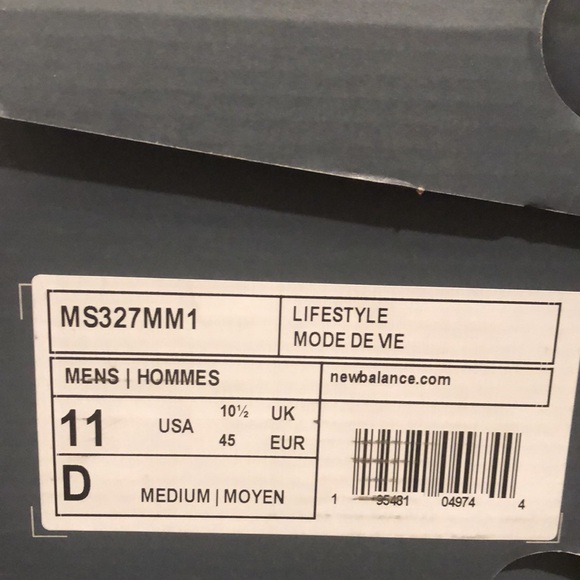 MS327MM1
LIFESTYLE
MODE DE VIE
MENS | HOMMES
newbalance.com
11 USA 10½ UK
45 EUR
D MEDIUM | MOYEN
1 95481 04974 4